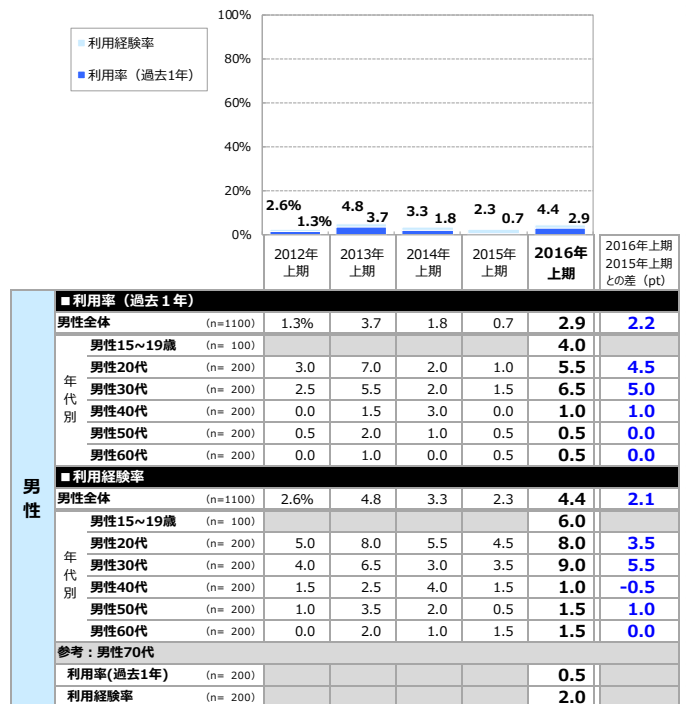 100%
利用経験率
利用率（過去1年）
80%
60%
40%
20%
0%
2.6% 1.3% 4.8 3.7 3.3 1.8 2.3 0.7 4.4 2.9
2012年上期 2013年上期 2014年上期 2015年上期 2016年上期 2016年上期2015年上期との差（pt）
男性
■利用率（過去１年）
男性全体 (n=1100) 1.3% 3.7 1.8 0.7 2.9 2.2
年代別
男性15~19歳 (n= 100) 4.0
男性20代 (n= 200) 3.0 7.0 2.0 1.0 5.5 4.5
男性30代 (n= 200) 2.5 5.5 2.0 1.5 6.5 5.0
男性40代 (n= 200) 0.0 1.5 3.0 0.0 1.0 1.0
男性50代 (n= 200) 0.5 2.0 1.0 0.5 0.5 0.0
男性60代 (n= 200) 0.0 1.0 0.0 0.5 0.5 0.0
■利用経験率
男性全体 (n=1100) 2.6% 4.8 3.3 2.3 4.4 2.1
年代別
男性15~19歳 (n= 100) 6.0
男性20代 (n= 200) 5.0 8.0 5.5 4.5 8.0 3.5
男性30代 (n= 200) 4.0 6.5 3.0 3.5 9.0 5.5
男性40代 (n= 200) 1.5 2.5 4.0 1.5 1.0 -0.5
男性50代 (n= 200) 1.0 3.5 2.0 0.5 1.5 1.0
男性60代 (n= 200) 0.0 2.0 1.0 1.5 1.5 0.0
参考：男性70代
利用率(過去1年) (n= 200) 0.5
利用経験率 (n= 200) 2.0